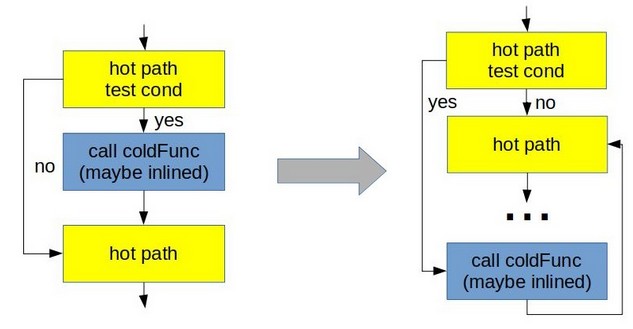 hot path
test cond
yes
call coldFunc
(maybe inlined)
no
hot path
hot path
test cond
yes
no
hot path
...
call coldFunc
(maybe inlined)